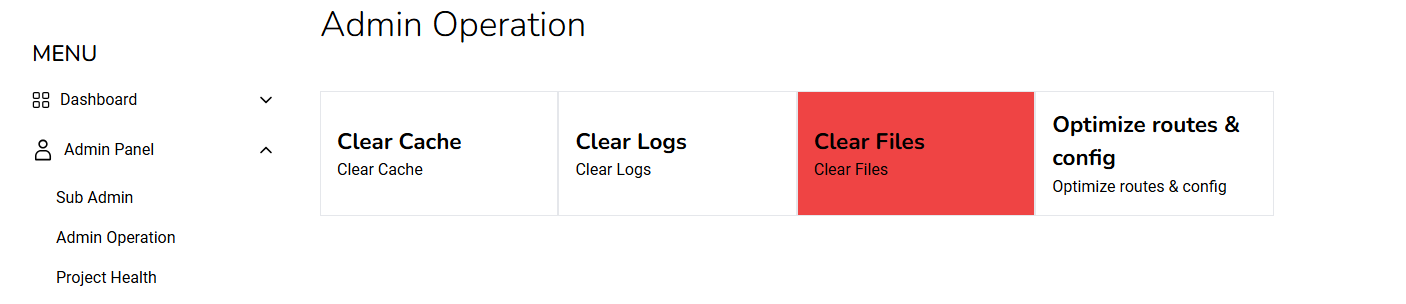 Admin Operation
MENU
Dashboard
Admin Panel
Sub Admin
Admin Operation
Project Health
Clear Cache
Clear Cache
Clear Logs
Clear Logs
Clear Files
Clear Files
Optimize routes &
config
Optimize routes & config